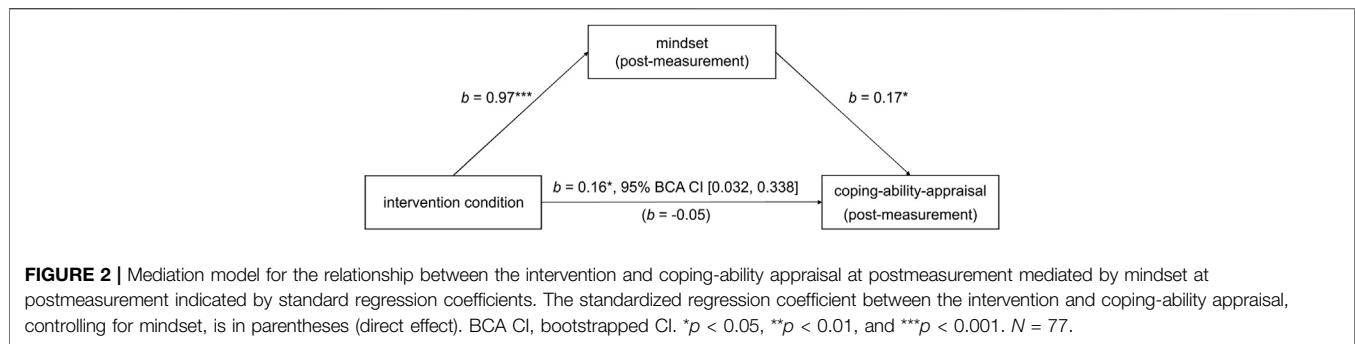 mindset
(post-measurement)
b = 0.97***
b = 0.17*
intervention condition
b = 0.16*, 95% BCA CI [0.032, 0.338]
(b = -0.05)
coping-ability-appraisal
(post-measurement)
FIGURE 2 | Mediation model for the relationship between the intervention and coping-ability appraisal at postmeasurement mediated by mindset at
postmeasurement indicated by standard regression coefficients. The standardized regression coefficient between the intervention and coping-ability appraisal,
controlling for mindset, is in parentheses (direct effect). BCA CI, bootstrapped CI. *p < 0.05, **p < 0.01, and ***p < 0.001. N = 77.